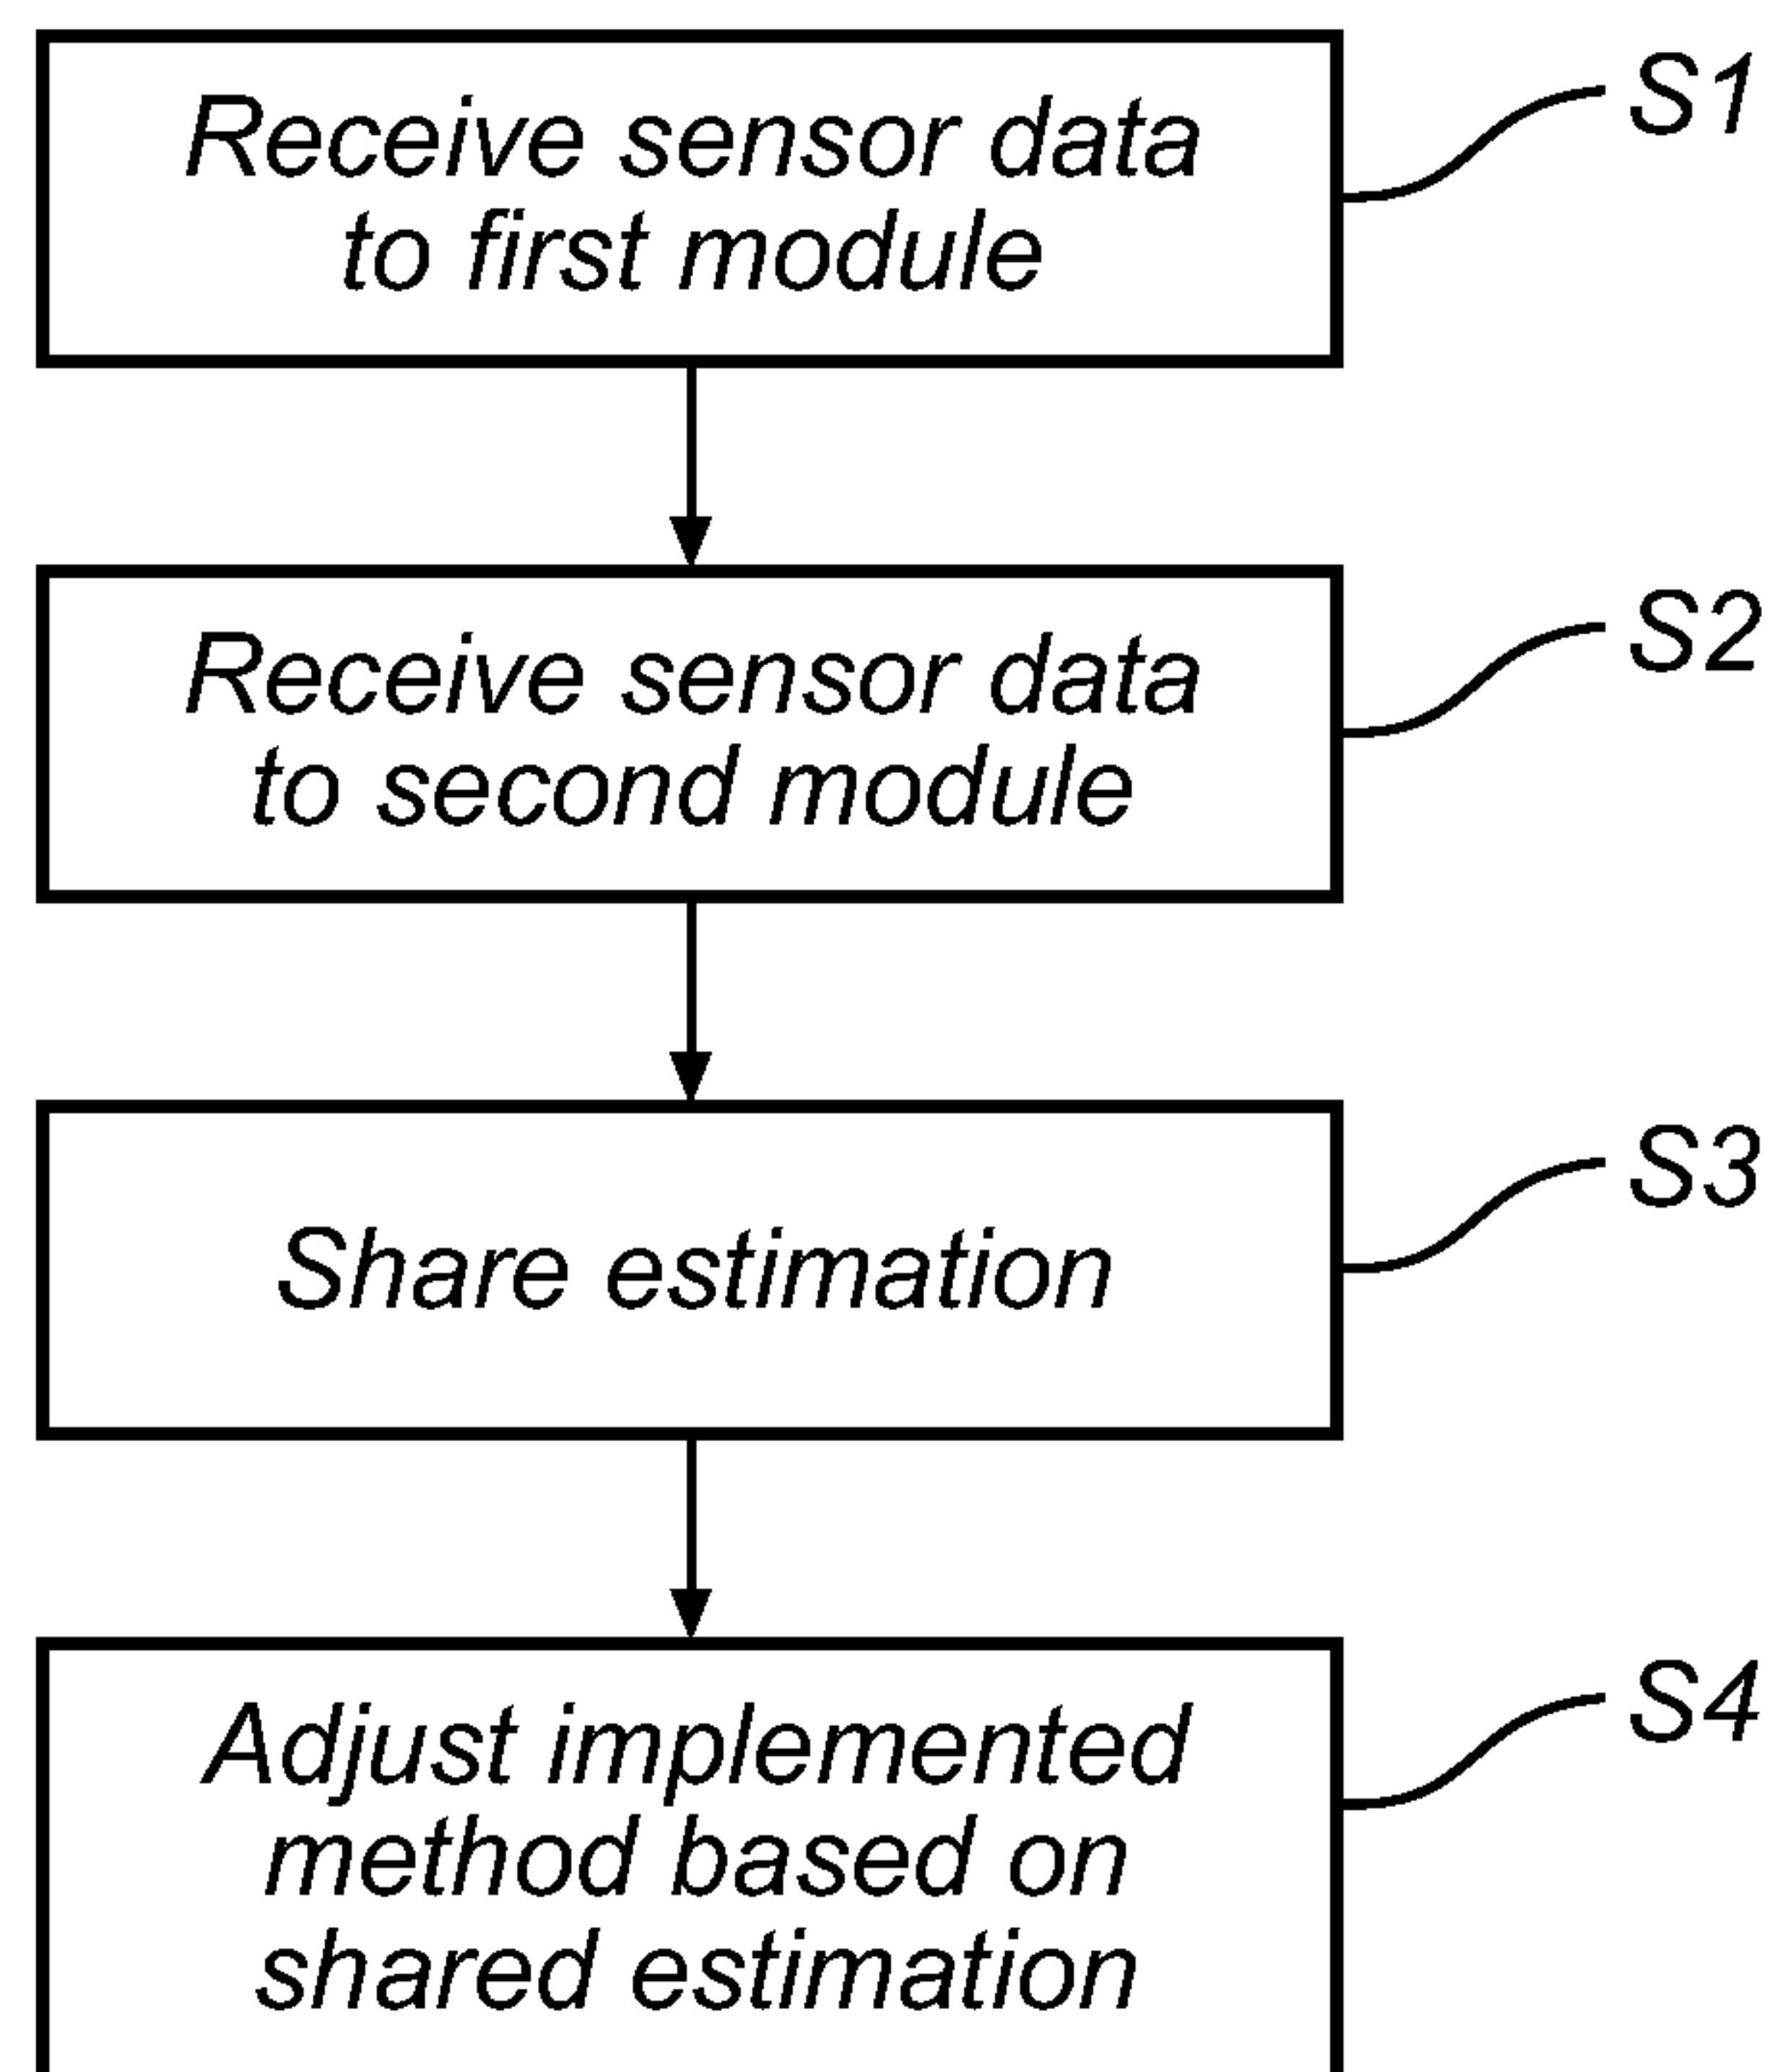 Receive sensor data
to first module
S1
Receive sensor data
to second module
S2
Share estimation
S3
Adjust implemented
method based on
shared estimation
S4